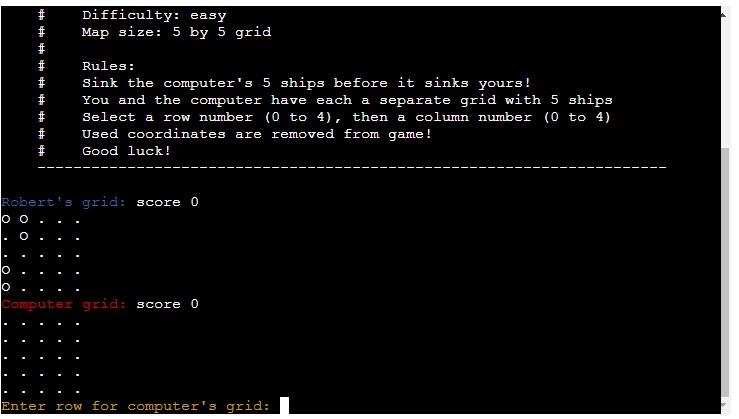 # Difficulty: easy
# Map size: 5 by 5 grid
#
# Rules:
# Sink the computer's 5 ships before it sinks yours!
# You and the computer have each a separate grid with 5 ships
# Select a row number (0 to 4), then a column number (0 to 4)
# Used coordinates are removed from game!
# Good luck!
----------------------------------------------------------------------
Robert's grid: score 0
O O . . .
. O . . .
. . . . .
O . . . .
O . . . .
Computer grid: score 0
. . . . .
. . . . .
. . . . .
. . . . .
. . . . .
Enter row for computer's grid: